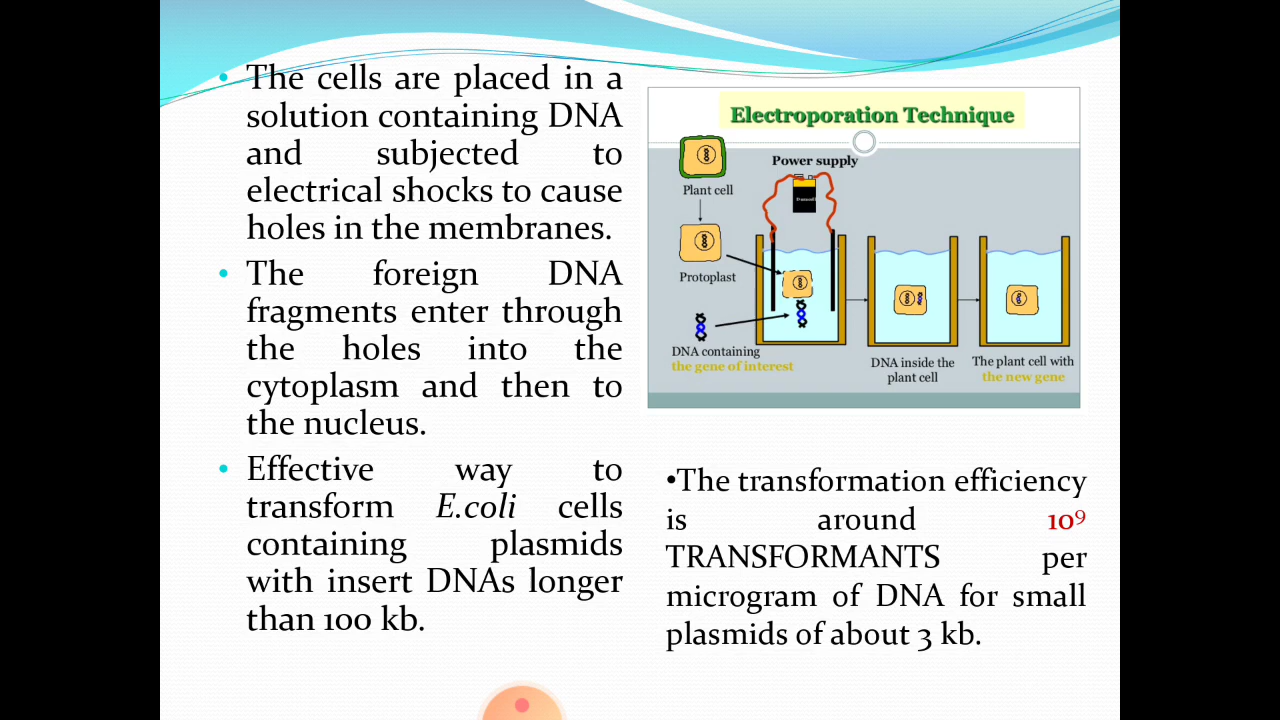 The cells are placed in a
solution containing DNA
and subjected to
electrical shocks to cause
holes in the membranes.
The foreign DNA
fragments enter through
the holes into the
cytoplasm and then to
the nucleus.
Effective way to
transform E.coli cells
containing plasmids
with insert DNAs longer
than 100 kb.
Electroporation Technique
Power supply
Plant cell
Protoplast
DNA containing
the gene of interest
DNA inside the
plant cell
The plant cell with
the new gene
•The transformation efficiency
is around 10⁹
TRANSFORMANTS per
microgram of DNA for small
plasmids of about 3 kb.